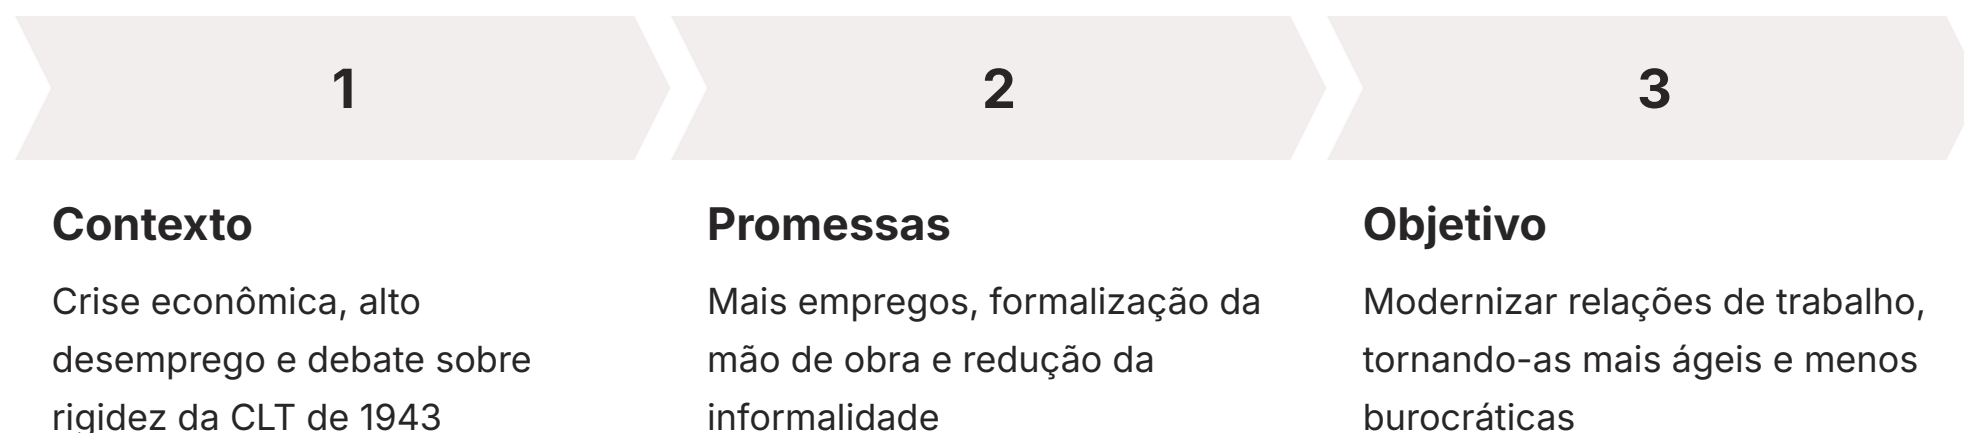 1
2
3
Contexto
Crise econômica, alto
desemprego e debate sobre
rigidez da CLT de 1943
Promessas
Mais empregos, formalização da
mão de obra e redução da
informalidade
Objetivo
Modernizar relações de trabalho,
tornando-as mais ágeis e menos
burocráticas